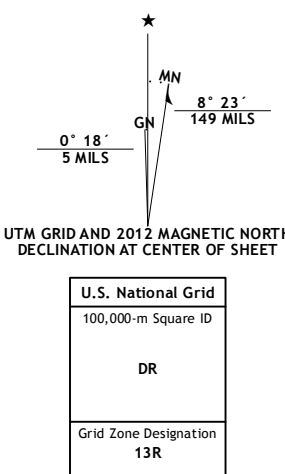 ★
MN
GN
8° 23´
149 MILS
0° 18´
5 MILS
UTM GRID AND 2012 MAGNETIC NORTH
DECLINATION AT CENTER OF SHEET
U.S. National Grid
100,000-m Square ID
DR
Grid Zone Designation
13R